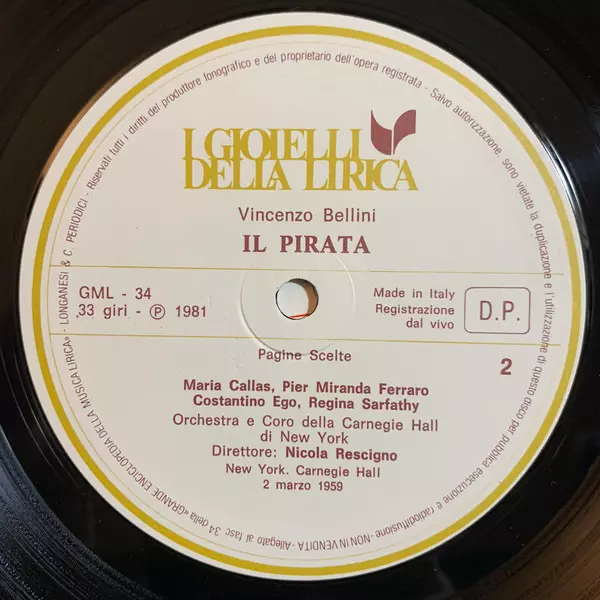 I GIOIELLI
DELLA LIRICA
Vincenzo Bellini
IL PIRATA
GML - 34
33 giri - Ⓟ 1981
Made in Italy
Registrazione
dal vivo
D.P.
2
Pagine Scelte
Maria Callas, Pier Miranda Ferraro
Costantino Ego, Regina Sarfathy
Orchestra e Coro della Carnegie Hall
di New York
Direttore: Nicola Rescigno
New York. Carnegie Hall
2 marzo 1959
Allegato al fasc. 34 della «GRANDE ENCICLOPEDIA DELLA MUSICA LIRICA» - LONGANESI & C. PERIODICI - Riservati tutti i diritti del produttore fonografico e del proprietario dell'opera registrata - Salvo autorizzazione, sono vietate la duplicazione e l'utilizzazione di questo disco per pubblica esecuzione e radiodiffusione. - NON IN VENDITA -